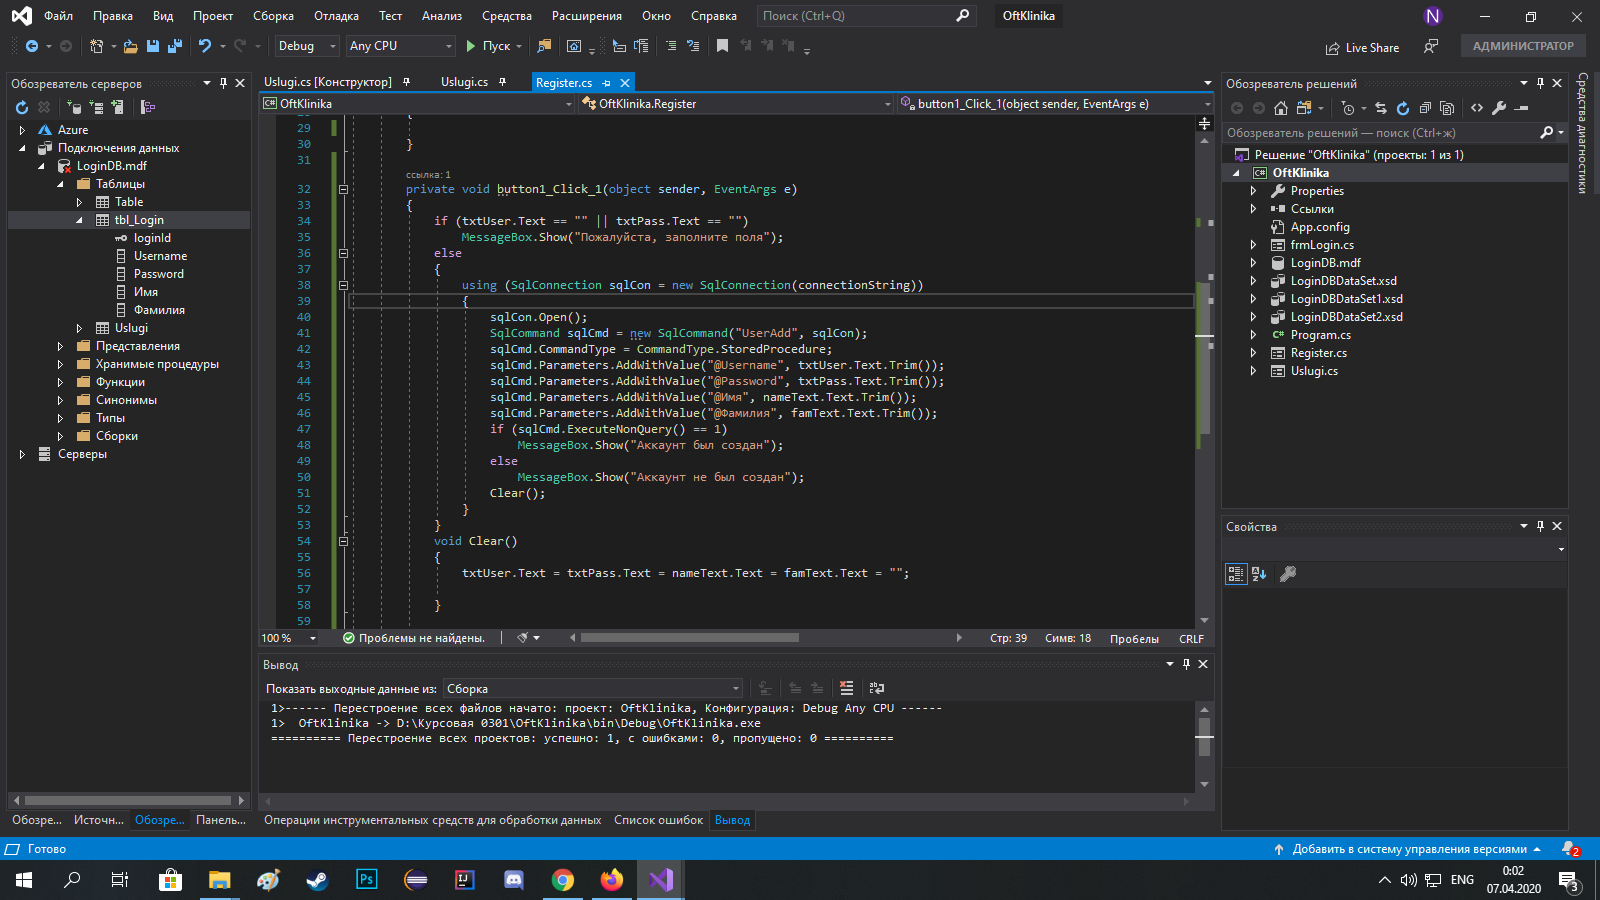 Файл Правка Вид Проект Сборка Отладка Тест Анализ Средства Расширения Окно Справка Поиск (Ctrl+Q) OftKlinika N
Debug Any CPU Пуск Live Share АДМИНИСТРАТОР
Обозреватель серверов
Azure
Подключения данных
LoginDB.mdf
Таблицы
Table
tbl_Login
loginId
Username
Password
Имя
Фамилия
Uslugi
Представления
Хранимые процедуры
Функции
Синонимы
Типы
Сборки
Серверы
Обозре... Источн... Обозре... Панель...
Uslugi.cs [Конструктор] Uslugi.cs Register.cs
OftKlinika OftKlinika.Register button1_Click_1(object sender, EventArgs e)
{
29
30 }
31
ссылка: 1
32 private void button1_Click_1(object sender, EventArgs e)
33 {
34 if (txtUser.Text == "" || txtPass.Text == "")
35 MessageBox.Show("Пожалуйста, заполните поля");
36 else
37 {
38 using (SqlConnection sqlCon = new SqlConnection(connectionString))
39 {
40 sqlCon.Open();
41 SqlCommand sqlCmd = new SqlCommand("UserAdd", sqlCon);
42 sqlCmd.CommandType = CommandType.StoredProcedure;
43 sqlCmd.Parameters.AddWithValue("@Username", txtUser.Text.Trim());
44 sqlCmd.Parameters.AddWithValue("@Password", txtPass.Text.Trim());
45 sqlCmd.Parameters.AddWithValue("@Имя", nameText.Text.Trim());
46 sqlCmd.Parameters.AddWithValue("@Фамилия", famText.Text.Trim());
47 if (sqlCmd.ExecuteNonQuery() == 1)
48 MessageBox.Show("Аккаунт был создан");
49 else
50 MessageBox.Show("Аккаунт не был создан");
51 Clear();
52 }
53 }
54 void Clear()
55 {
56 txtUser.Text = txtPass.Text = nameText.Text = famText.Text = "";
57
58 }
59
100 % Проблемы не найдены. Стр: 39 Симв: 18 Пробелы CRLF
Вывод
Показать выходные данные из: Сборка
1>------ Перестроение всех файлов начато: проект: OftKlinika, Конфигурация: Debug Any CPU ------
1> OftKlinika -> D:\Курсовая 0301\OftKlinika\bin\Debug\OftKlinika.exe
========== Перестроение всех проектов: успешно: 1, с ошибками: 0, пропущено: 0 ==========
Операции инструментальных средств для обработки данных Список ошибок Вывод
Обозреватель решений
Обозреватель решений — поиск (Ctrl+ж)
Решение "OftKlinika" (проекты: 1 из 1)
OftKlinika
Properties
Ссылки
App.config
frmLogin.cs
LoginDB.mdf
LoginDBDataSet.xsd
LoginDBDataSet1.xsd
LoginDBDataSet2.xsd
Program.cs
Register.cs
Uslugi.cs
Свойства
Средства диагностики
Готово Добавить в систему управления версиями 2
Ps IJ ENG 0:02
07.04.2020 3